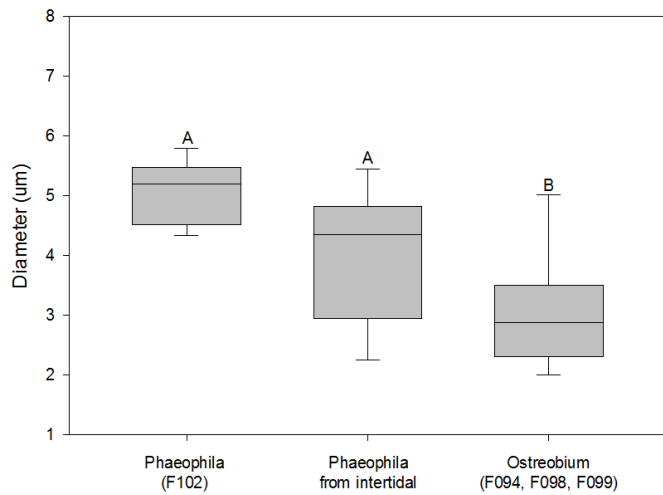 8
7
6
5
4
3
2
1
Diameter (um)
A
A
B
Phaeophila
(F102)
Phaeophila
from intertidal
Ostreobium
(F094, F098, F099)